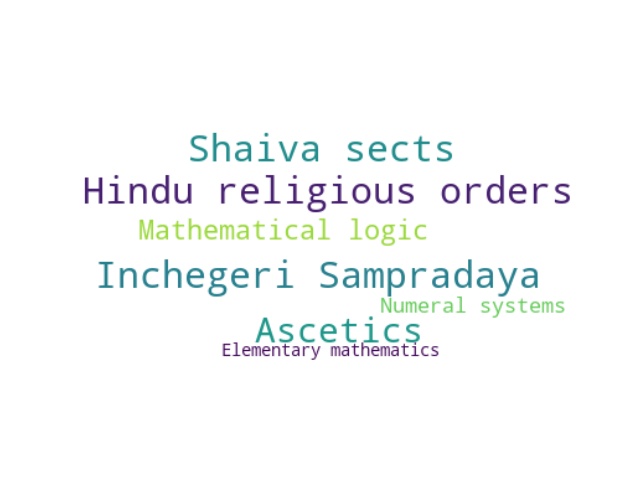 Shaiva sects
Hindu religious orders
Mathematical logic
Inchegeri Sampradaya
Numeral systems
Ascetics
Elementary mathematics